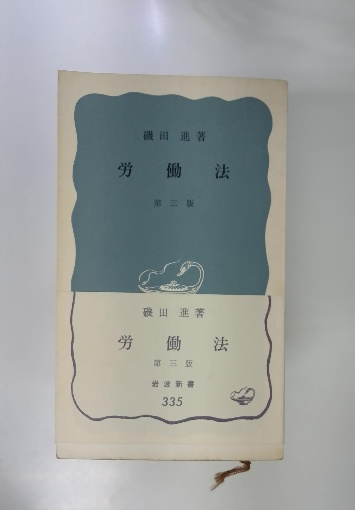 磯田 進著
労働法
第三版
磯田 進著
労働法
第三版
岩波新書
335